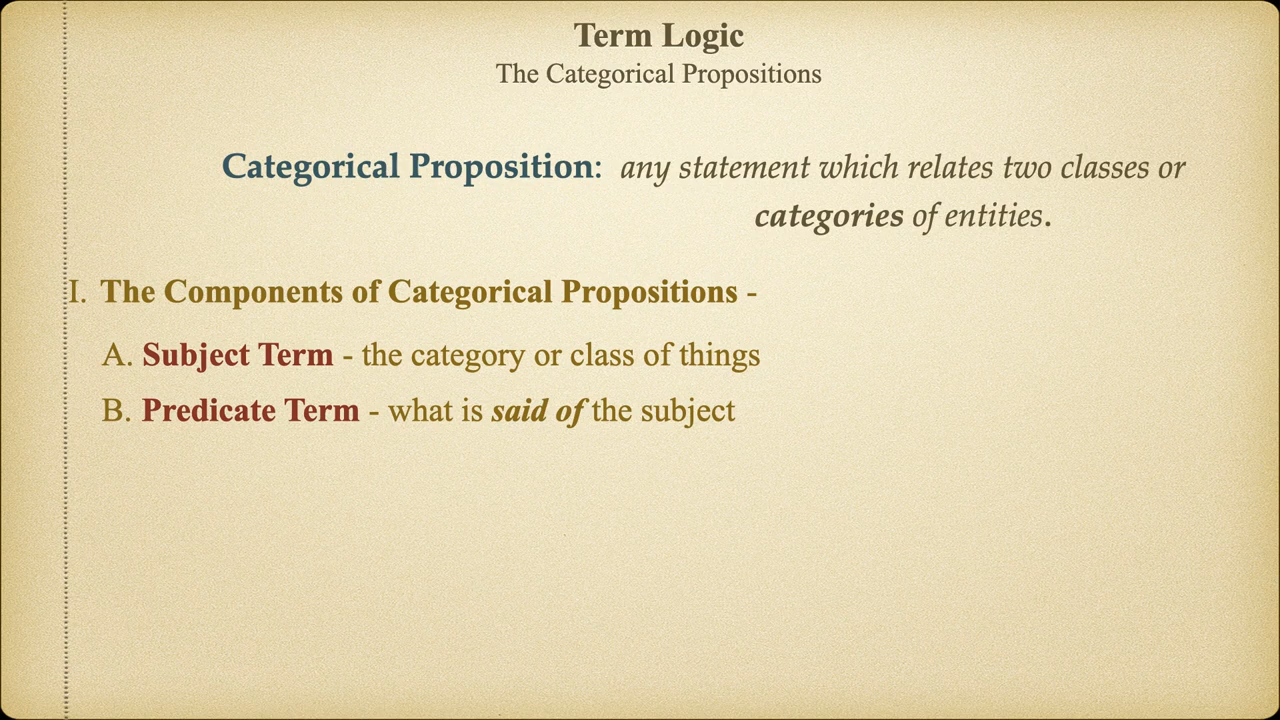 Term Logic
The Categorical Propositions
Categorical Proposition: any statement which relates two classes or
categories of entities.
I. The Components of Categorical Propositions -
A. Subject Term - the category or class of things
B. Predicate Term - what is said of the subject